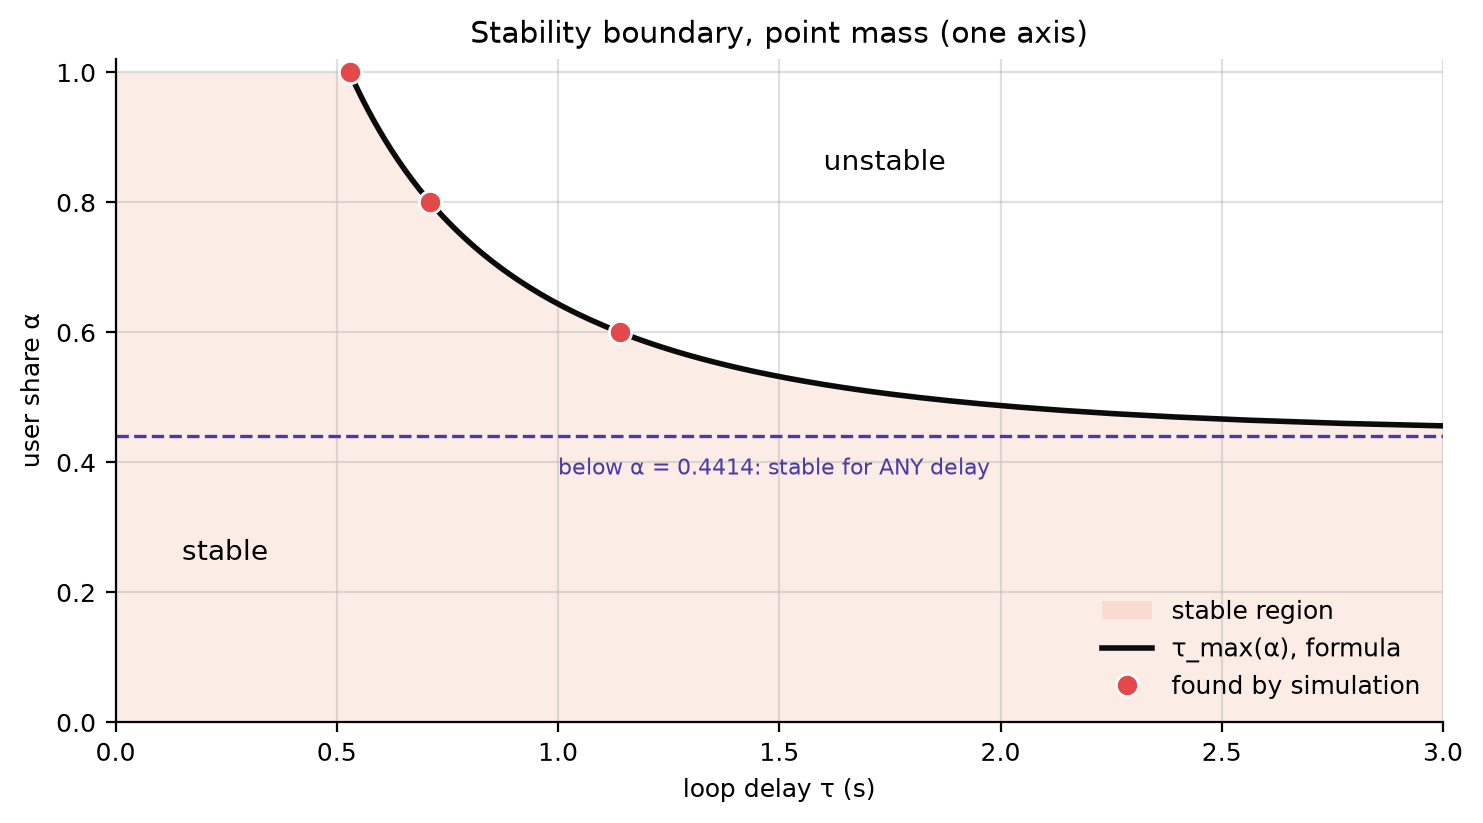 Stability boundary, point mass (one axis)
1.0
0.8
0.6
0.4
0.2
0.0
user share α
unstable
below α = 0.4414: stable for ANY delay
stable
stable region
τ_max(α), formula
found by simulation
0.0 0.5 1.0 1.5 2.0 2.5 3.0
loop delay τ (s)